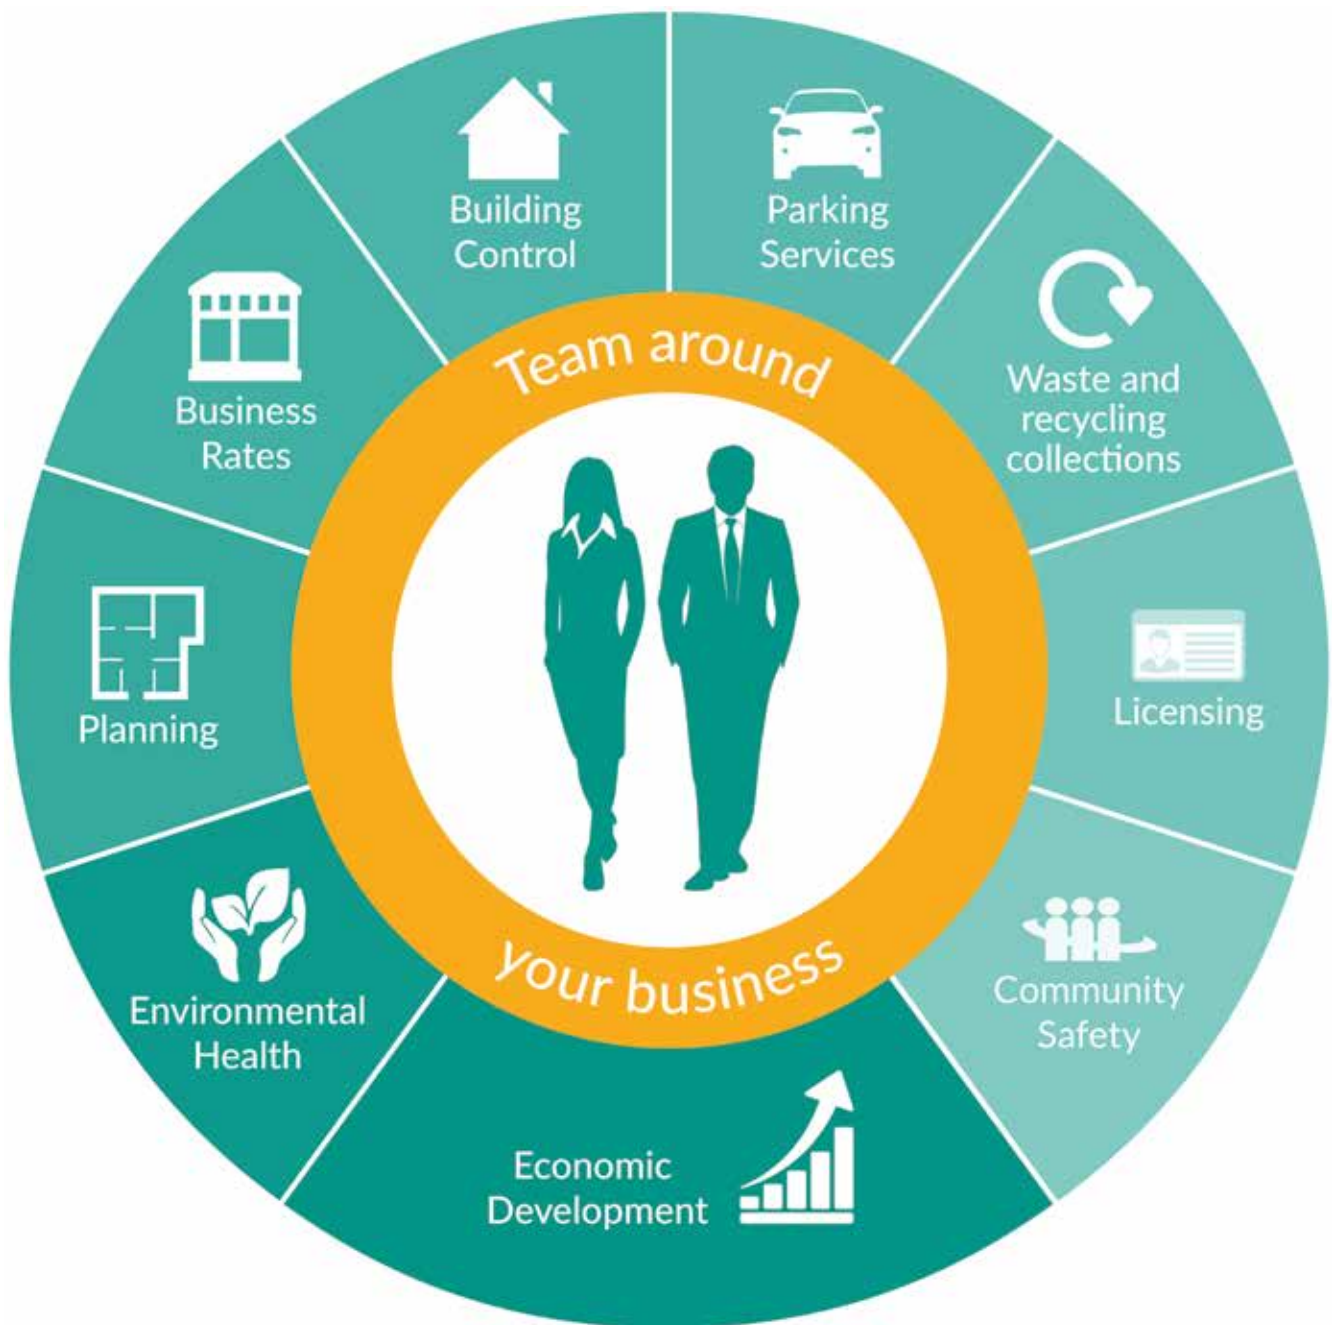 Team around
your business
Building
Control
Parking
Services
Waste and
recycling
collections
Licensing
Community
Safety
Economic
Development
Environmental
Health
Planning
Business
Rates